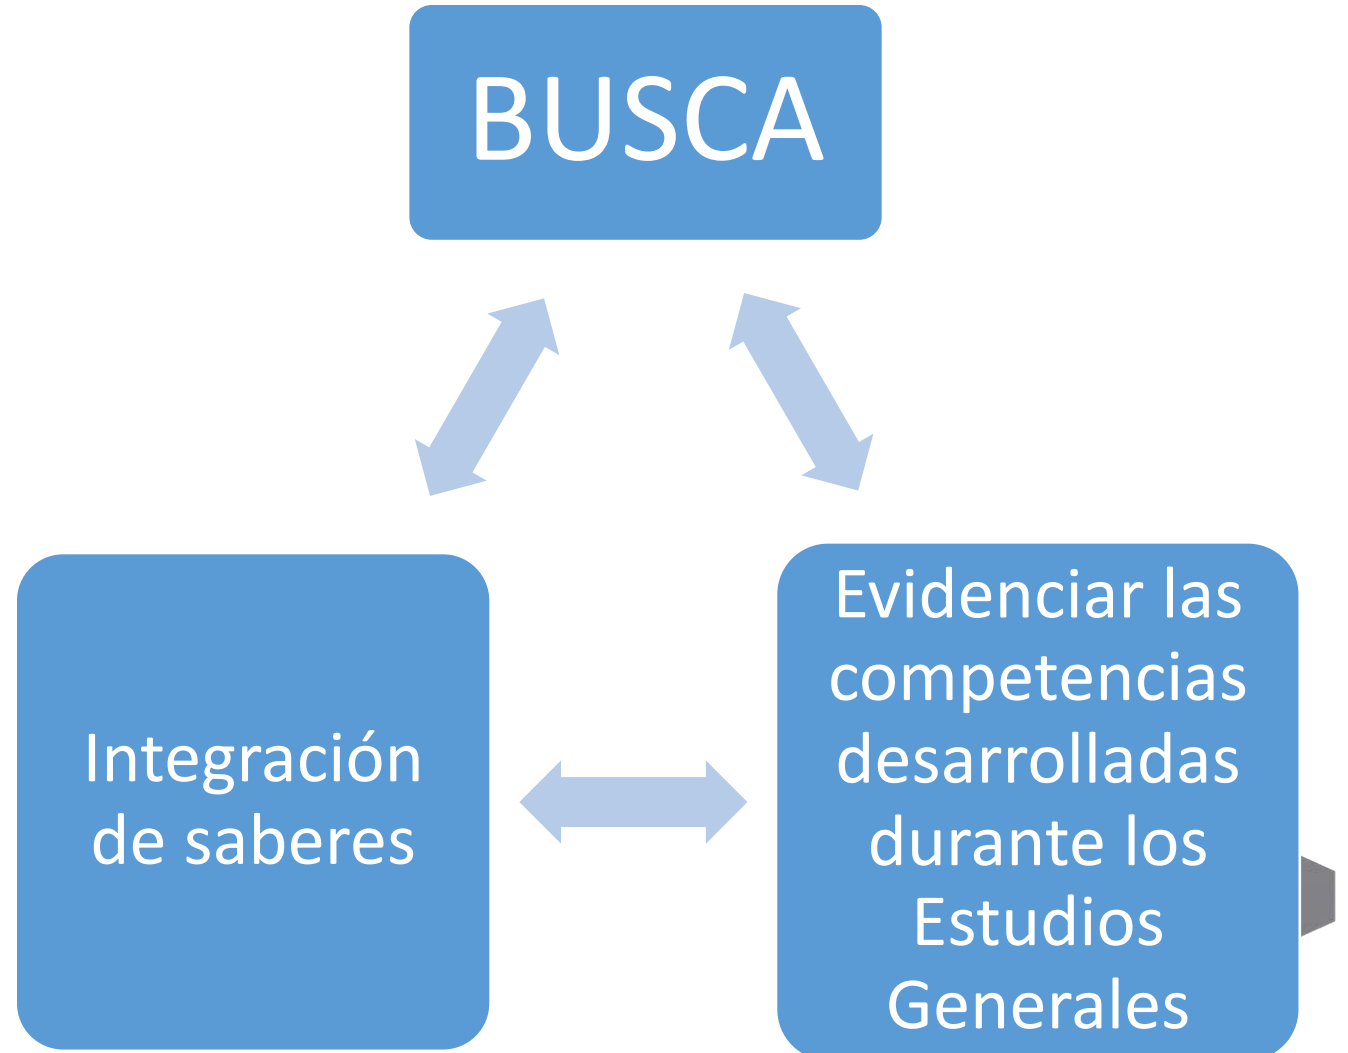 BUSCA
Integración
de saberes
Evidenciar las
competencias
desarrolladas
durante los
Estudios
Generales